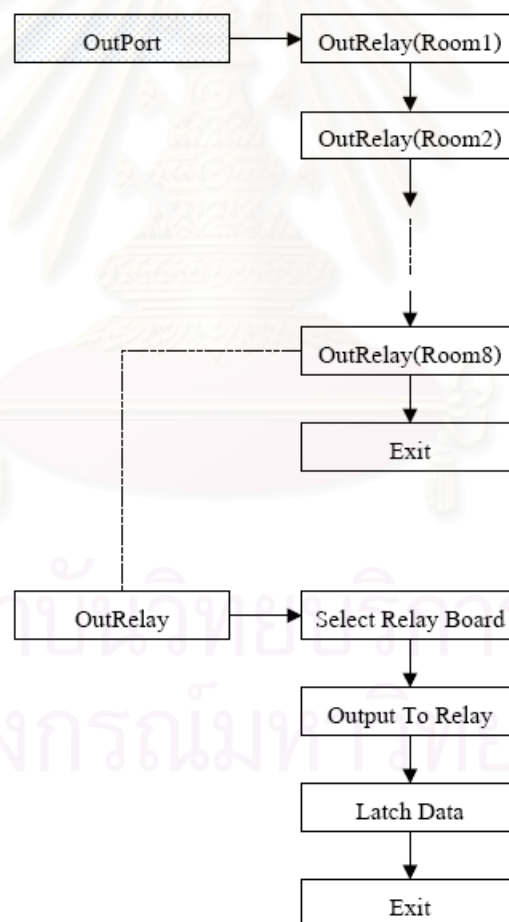 OutPort
OutRelay(Room1)
OutRelay(Room2)
OutRelay(Room8)
Exit
OutRelay
Select Relay Board
Output To Relay
Latch Data
Exit